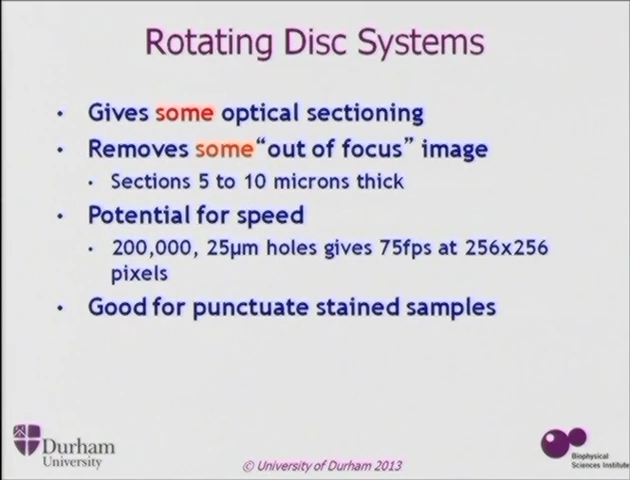 Rotating Disc Systems
• Gives some optical sectioning
• Removes some“out of focus” image
• Sections 5 to 10 microns thick
• Potential for speed
• 200,000, 25µm holes gives 75fps at 256x256
pixels
• Good for punctuate stained samples
Durham
University
© University of Durham 2013
Biophysical
Sciences Institute